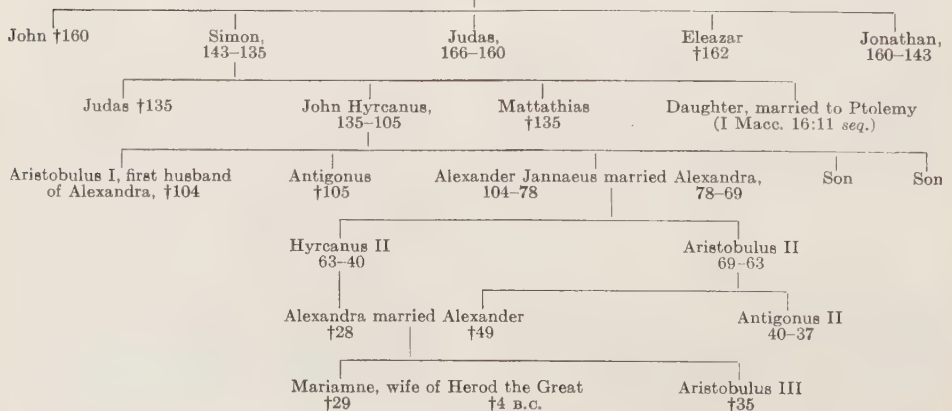 John †160 Simon, Judas, Eleazar Jonathan,
143–135 166–160 †162 160–143
Judas †135 John Hyrcanus, Mattathias Daughter, married to Ptolemy
135–105 †135 (I Macc. 16:11 seq.)
Aristobulus I, first husband Antigonus Alexander Jannaeus married Alexandra, Son Son
of Alexandra, †104 †105 104–78 78–69
Hyrcanus II Aristobulus II
63–40 69–63
Alexandra married Alexander Antigonus II
†28 †49 40–37
Mariamne, wife of Herod the Great Aristobulus III
†29 †4 B.C. †35